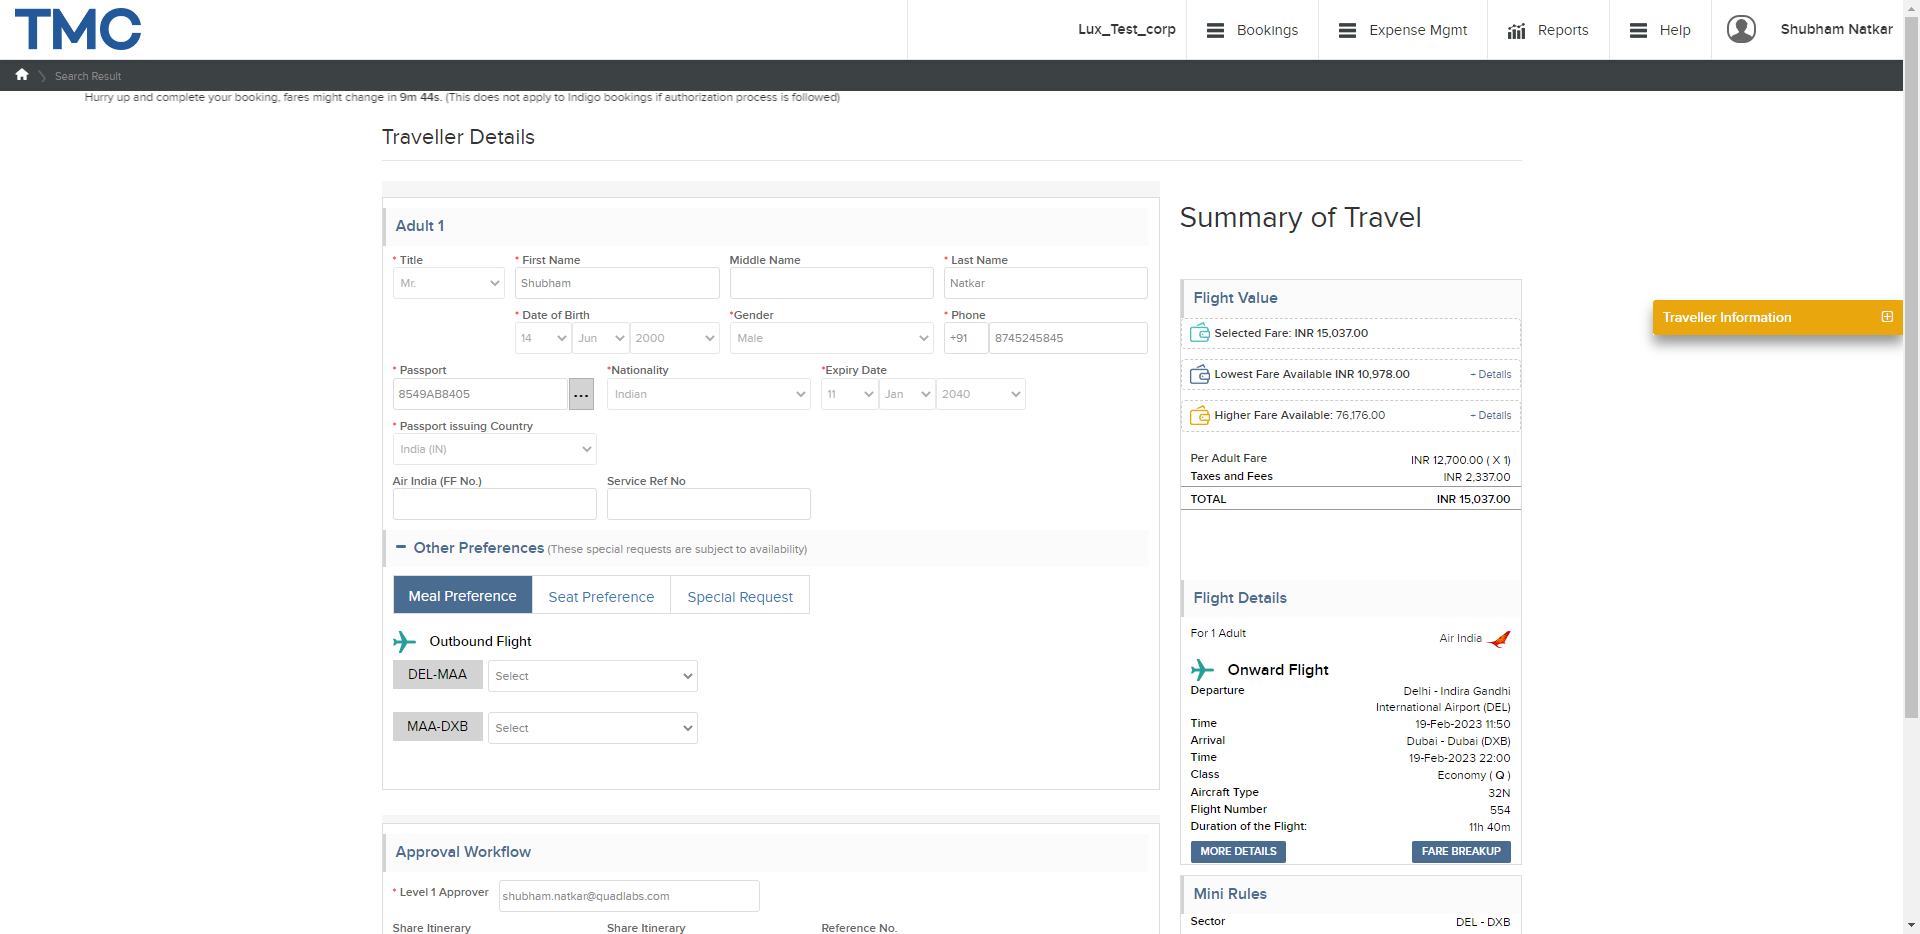 TMC
Lux_Test_corp
Bookings
Expense Mgmt
Reports
Help
Shubham Natkar
Search Result
Hurry up and complete your booking, fares might change in 9m 44s. (This does not apply to Indigo bookings if authorization process is followed)
Traveller Details
Adult 1
* Title
* First Name
Middle Name
* Last Name
Mr.
Shubham
Natkar
* Date of Birth
*Gender
* Phone
14
Jun
2000
Male
+91
8745245845
* Passport
*Nationality
*Expiry Date
8549AB8405
...
Indian
11
Jan
2040
* Passport issuing Country
India (IN)
Air India (FF No.)
Service Ref No
Other Preferences (These special requests are subject to availability)
Meal Preference
Seat Preference
Special Request
Outbound Flight
DEL-MAA
Select
MAA-DXB
Select
Approval Workflow
* Level 1 Approver
shubham.natkar@quadlabs.com
Share Itinerary
Share Itinerary
Reference No.
Summary of Travel
Flight Value
Selected Fare: INR 15,037.00
Lowest Fare Available INR 10,978.00
+ Details
Higher Fare Available: 76,176.00
+ Details
Per Adult Fare
INR 12,700.00 ( X 1)
Taxes and Fees
INR 2,337.00
TOTAL
INR 15,037.00
Flight Details
For 1 Adult
Air India
Onward Flight
Departure
Delhi - Indira Gandhi
International Airport (DEL)
Time
19-Feb-2023 11:50
Arrival
Dubai - Dubai (DXB)
Time
19-Feb-2023 22:00
Class
Economy ( Q )
Aircraft Type
32N
Flight Number
554
Duration of the Flight:
11h 40m
MORE DETAILS
FARE BREAKUP
Mini Rules
Sector
DEL - DXB
Traveller Information